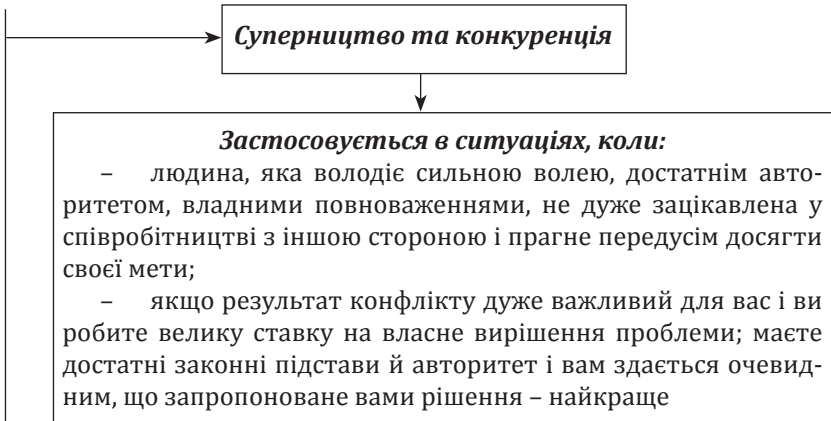 Суперництво та конкуренція
Застосовується в ситуаціях, коли:
– людина, яка володіє сильною волею, достатнім авто-
ритетом, владними повноваженнями, не дуже зацікавлена у
співробітництві з іншою стороною і прагне передусім досягти
своєї мети;
– якщо результат конфлікту дуже важливий для вас і ви
робите велику ставку на власне вирішення проблеми; маєте
достатні законні підстави й авторитет і вам здається очевид-
ним, що запропоноване вами рішення – найкраще